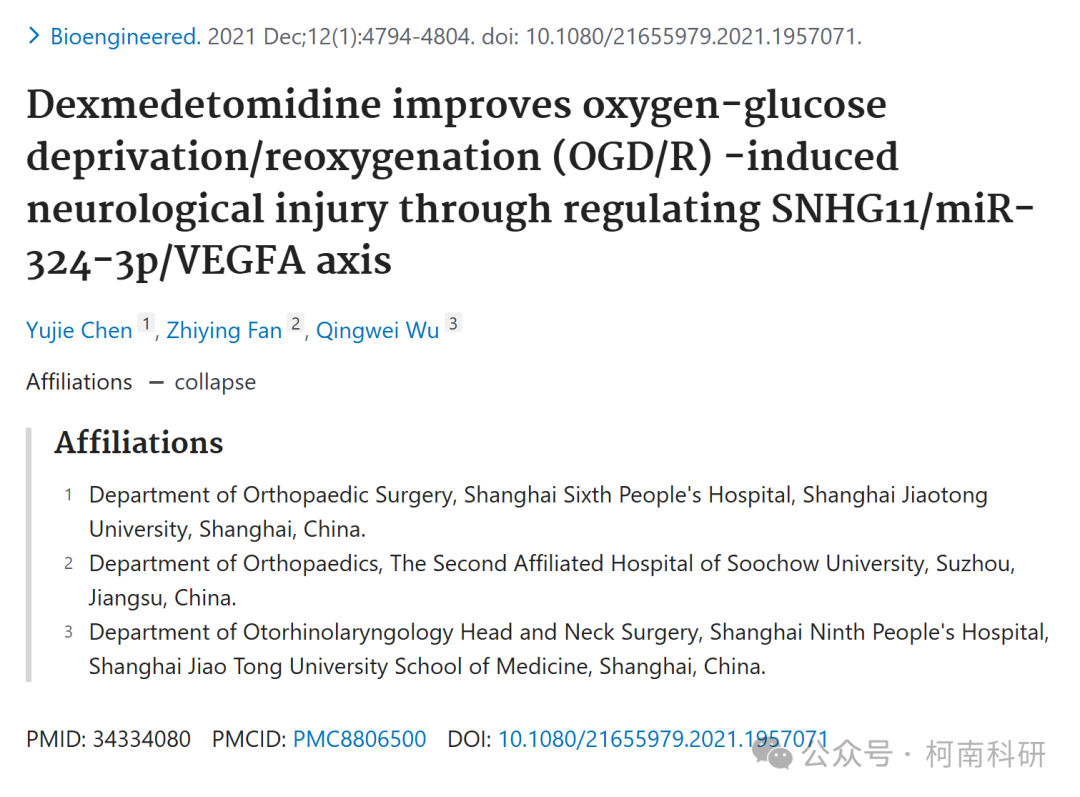 > Bioengineered. 2021 Dec;12(1):4794-4804. doi: 10.1080/21655979.2021.1957071.
Dexmedetomidine improves oxygen-glucose
deprivation/reoxygenation (OGD/R) -induced
neurological injury through regulating SNHG11/miR-
324-3p/VEGFA axis
Yujie Chen 1, Zhiying Fan 2, Qingwei Wu 3
Affiliations — collapse
Affiliations
1 Department of Orthopaedic Surgery, Shanghai Sixth People's Hospital, Shanghai Jiaotong
University, Shanghai, China.
2 Department of Orthopaedics, The Second Affiliated Hospital of Soochow University, Suzhou,
Jiangsu, China.
3 Department of Otorhinolaryngology Head and Neck Surgery, Shanghai Ninth People's Hospital,
Shanghai Jiao Tong University School of Medicine, Shanghai, China.
PMID: 34334080 PMCID: PMC8806500 DOI: 10.1080/21655979.2021.1957071
公众号 · 柯南科研